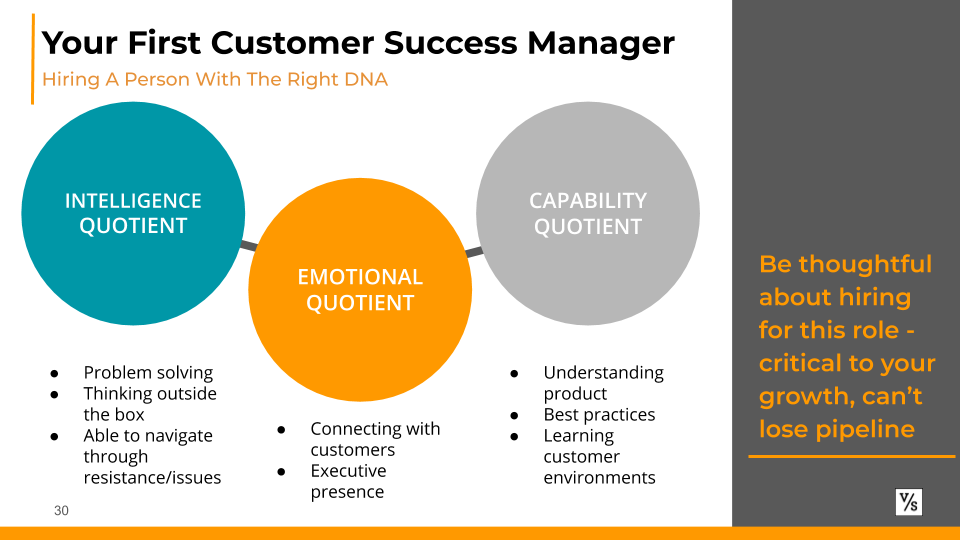 Your First Customer Success Manager
Hiring A Person With The Right DNA
INTELLIGENCE
QUOTIENT
EMOTIONAL
QUOTIENT
CAPABILITY
QUOTIENT
● Problem solving
● Thinking outside
the box
● Able to navigate
through
resistance/issues
● Connecting with
customers
● Executive
presence
● Understanding
product
● Best practices
● Learning
customer
environments
Be thoughtful
about hiring
for this role -
critical to your
growth, can’t
lose pipeline
30
V/S